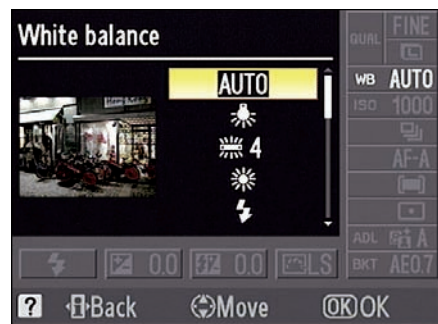 White balance
AUTO
4
QUAL FINE
L
WB AUTO
ISO 1000
AF-A
ADL A
0.0 0.0 LS BKT AE0.7
? Back Move OK OK